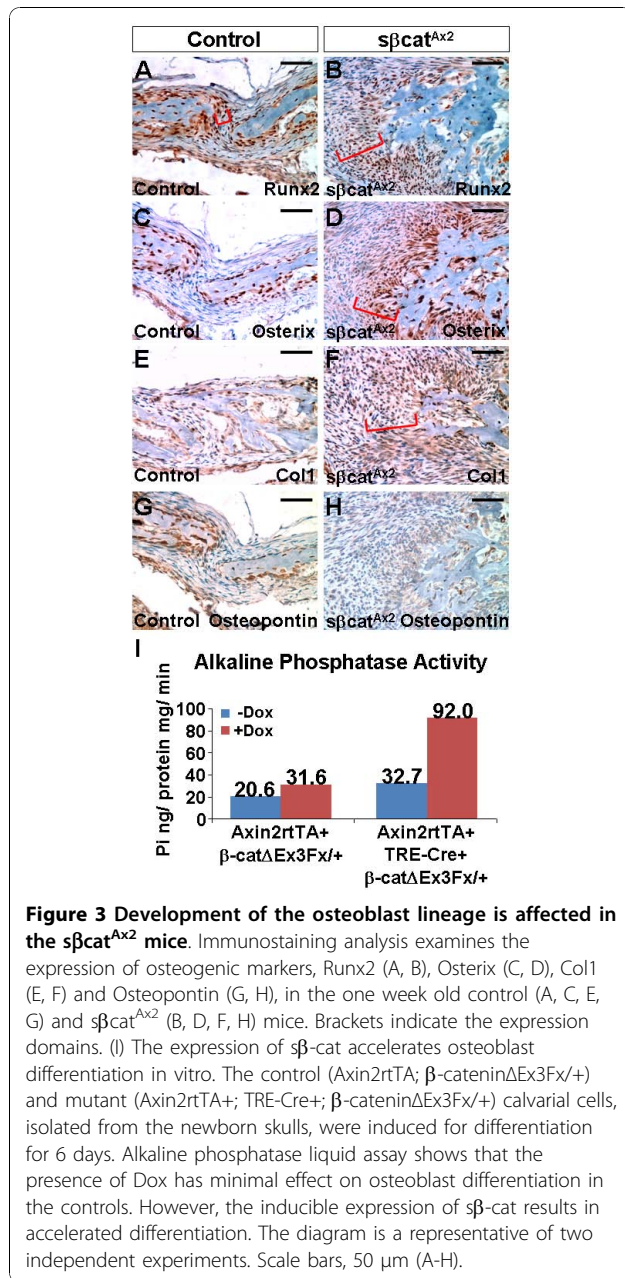 Control sβcatAx2
A B
Control Runx2 sβcatAx2 Runx2
C D
Control Osterix sβcatAx2 Osterix
E F
Control Col1 sβcatAx2 Col1
G H
Control Osteopontin sβcatAx2 Osteopontin
I
Alkaline Phosphatase Activity
Pi ng/ protein mg/ min
100
80
60
40
20
0
-Dox
+Dox
20.6 31.6 32.7 92.0
Axin2rtTA+
β-catΔEx3Fx/+
Axin2rtTA+
TRE-Cre+
β-catΔEx3Fx/+
Figure 3 Development of the osteoblast lineage is affected in
the sβcatAx2 mice. Immunostaining analysis examines the
expression of osteogenic markers, Runx2 (A, B), Osterix (C, D), Col1
(E, F) and Osteopontin (G, H), in the one week old control (A, C, E,
G) and sβcatAx2 (B, D, F, H) mice. Brackets indicate the expression
domains. (I) The expression of sβ-cat accelerates osteoblast
differentiation in vitro. The control (Axin2rtTA; β-cateninΔEx3Fx/+)
and mutant (Axin2rtTA+; TRE-Cre+; β-cateninΔEx3Fx/+) calvarial cells,
isolated from the newborn skulls, were induced for differentiation
for 6 days. Alkaline phosphatase liquid assay shows that the
presence of Dox has minimal effect on osteoblast differentiation in
the controls. However, the inducible expression of sβ-cat results in
accelerated differentiation. The diagram is a representative of two
independent experiments. Scale bars, 50 μm (A-H).